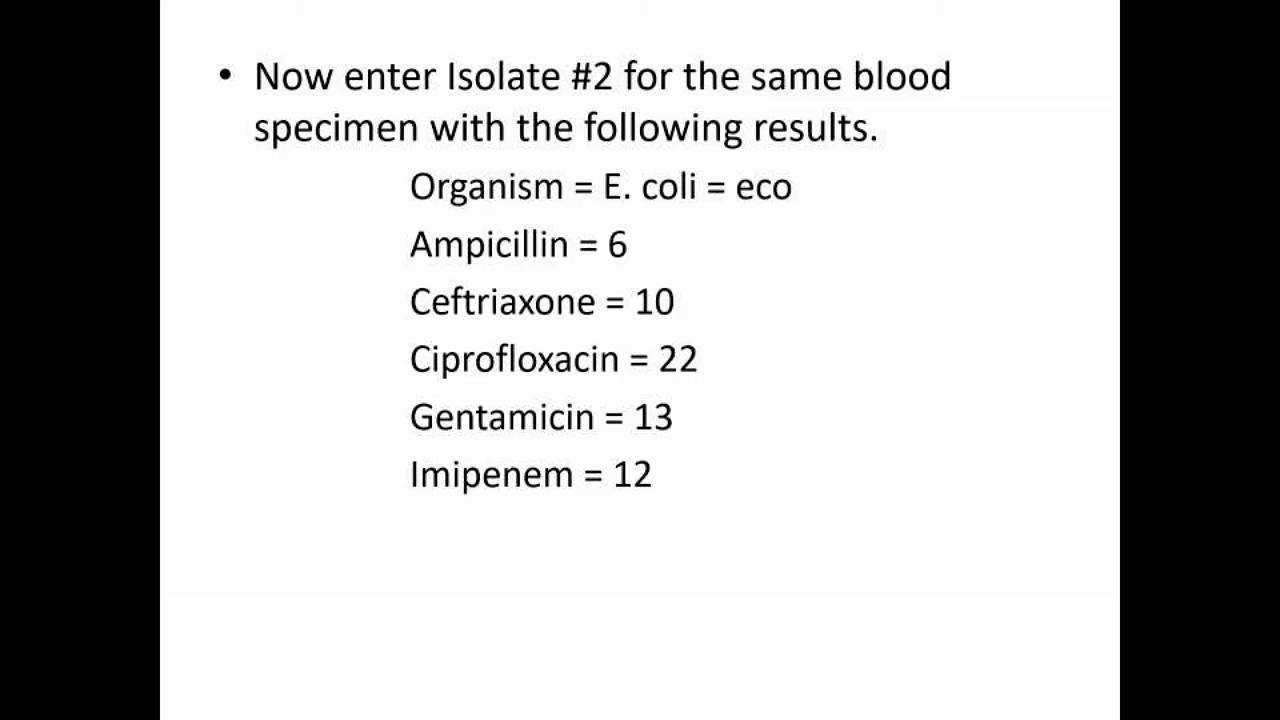 • Now enter Isolate #2 for the same blood
specimen with the following results.
Organism = E. coli = eco
Ampicillin = 6
Ceftriaxone = 10
Ciprofloxacin = 22
Gentamicin = 13
Imipenem = 12